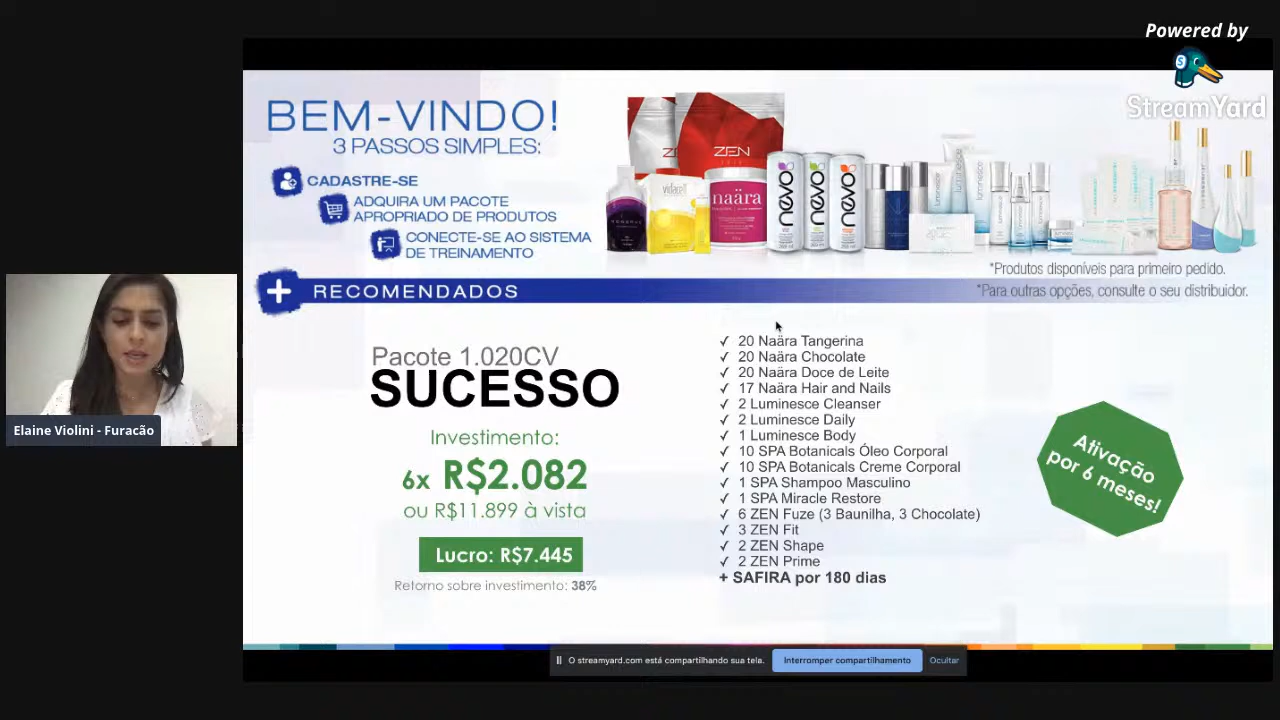 Powered by
StreamYard
BEM-VINDO!
3 PASSOS SIMPLES:
CADASTRE-SE
ADQUIRA UM PACOTE
APROPRIADO DE PRODUTOS
CONECTE-SE AO SISTEMA
DE TREINAMENTO
ZEN
vidacell
naära
nevo
nevo
nevo
luminesce
*Produtos disponíveis para primeiro pedido.
*Para outras opções, consulte o seu distribuidor.
RECOMENDADOS
Pacote 1.020CV
SUCESSO
Investimento:
6x R$2.082
ou R$11.899 à vista
Lucro: R$7.445
Retorno sobre investimento: 38%
✓ 20 Naära Tangerina
✓ 20 Naära Chocolate
✓ 20 Naära Doce de Leite
✓ 17 Naära Hair and Nails
✓ 2 Luminesce Cleanser
✓ 2 Luminesce Daily
✓ 1 Luminesce Body
✓ 10 SPA Botanicals Óleo Corporal
✓ 10 SPA Botanicals Creme Corporal
✓ 1 SPA Shampoo Masculino
✓ 1 SPA Miracle Restore
✓ 6 ZEN Fuze (3 Baunilha, 3 Chocolate)
✓ 3 ZEN Fit
✓ 2 ZEN Shape
✓ 2 ZEN Prime
+ SAFIRA por 180 dias
Ativação
por 6 meses!
Elaine Violini - Furacão
O streamyard.com está compartilhando sua tela.
Interromper compartilhamento
Ocultar